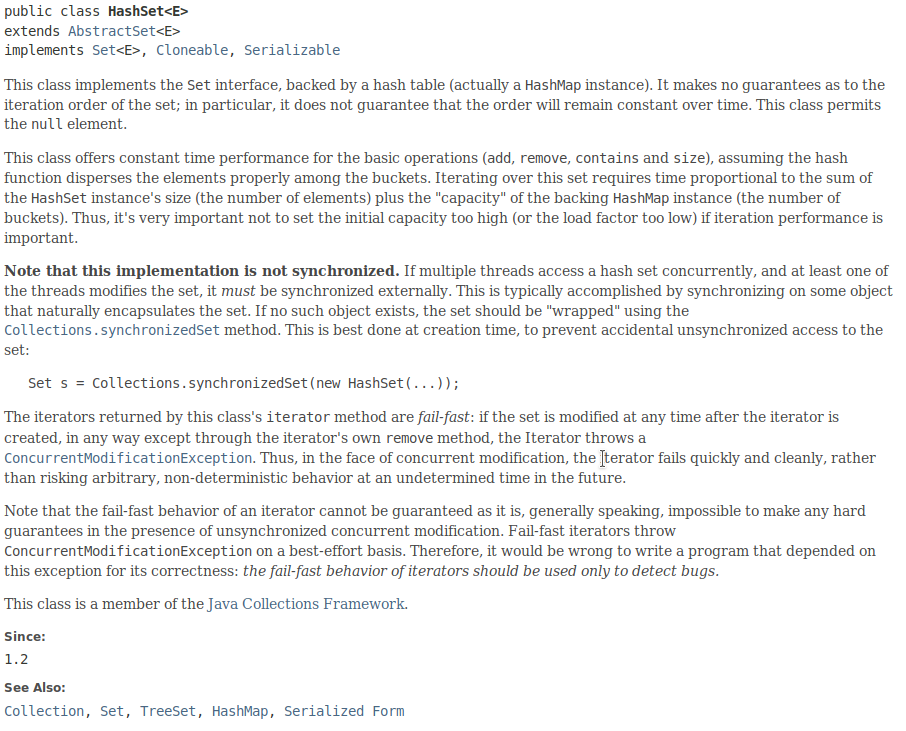 public class HashSet<E>
extends AbstractSet<E>
implements Set<E>, Cloneable, Serializable
This class implements the Set interface, backed by a hash table (actually a HashMap instance). It makes no guarantees as to the
iteration order of the set; in particular, it does not guarantee that the order will remain constant over time. This class permits
the null element.
This class offers constant time performance for the basic operations (add, remove, contains and size), assuming the hash
function disperses the elements properly among the buckets. Iterating over this set requires time proportional to the sum of
the HashSet instance's size (the number of elements) plus the "capacity" of the backing HashMap instance (the number of
buckets). Thus, it's very important not to set the initial capacity too high (or the load factor too low) if iteration performance is
important.
Note that this implementation is not synchronized. If multiple threads access a hash set concurrently, and at least one of
the threads modifies the set, it must be synchronized externally. This is typically accomplished by synchronizing on some object
that naturally encapsulates the set. If no such object exists, the set should be "wrapped" using the
Collections.synchronizedSet method. This is best done at creation time, to prevent accidental unsynchronized access to the
set:
Set s = Collections.synchronizedSet(new HashSet(...));
The iterators returned by this class's iterator method are fail-fast: if the set is modified at any time after the iterator is
created, in any way except through the iterator's own remove method, the Iterator throws a
ConcurrentModificationException. Thus, in the face of concurrent modification, the iterator fails quickly and cleanly, rather
than risking arbitrary, non-deterministic behavior at an undetermined time in the future.
Note that the fail-fast behavior of an iterator cannot be guaranteed as it is, generally speaking, impossible to make any hard
guarantees in the presence of unsynchronized concurrent modification. Fail-fast iterators throw
ConcurrentModificationException on a best-effort basis. Therefore, it would be wrong to write a program that depended on
this exception for its correctness: the fail-fast behavior of iterators should be used only to detect bugs.
This class is a member of the Java Collections Framework.
Since:
1.2
See Also:
Collection, Set, TreeSet, HashMap, Serialized Form